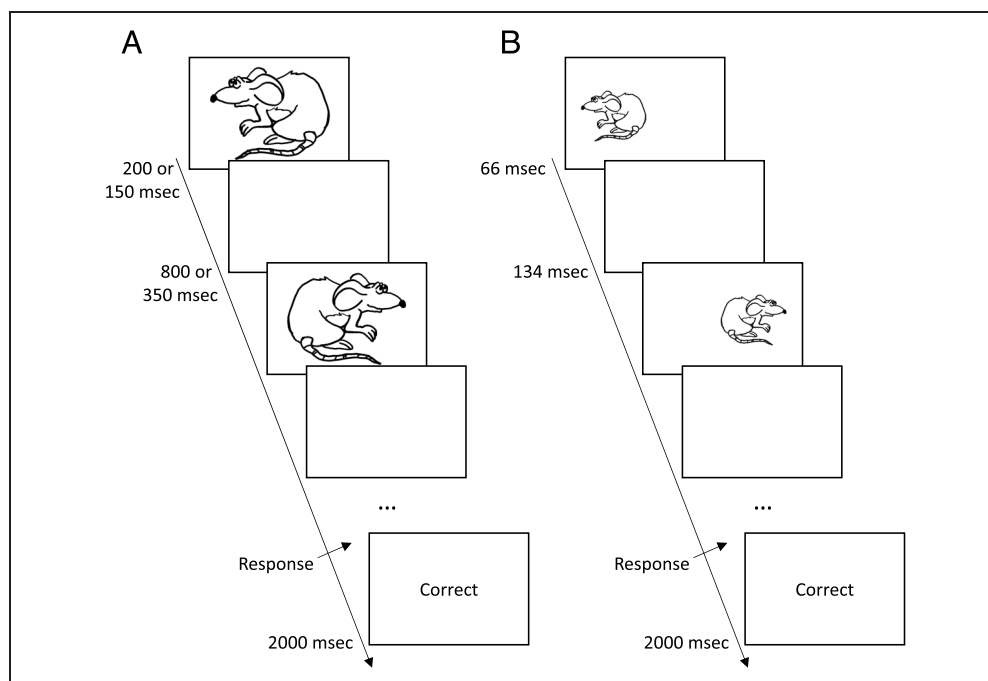 A
B
200 or
150 msec
66 msec
800 or
350 msec
134 msec
...
...
Response
Response
Correct
Correct
2000 msec
2000 msec